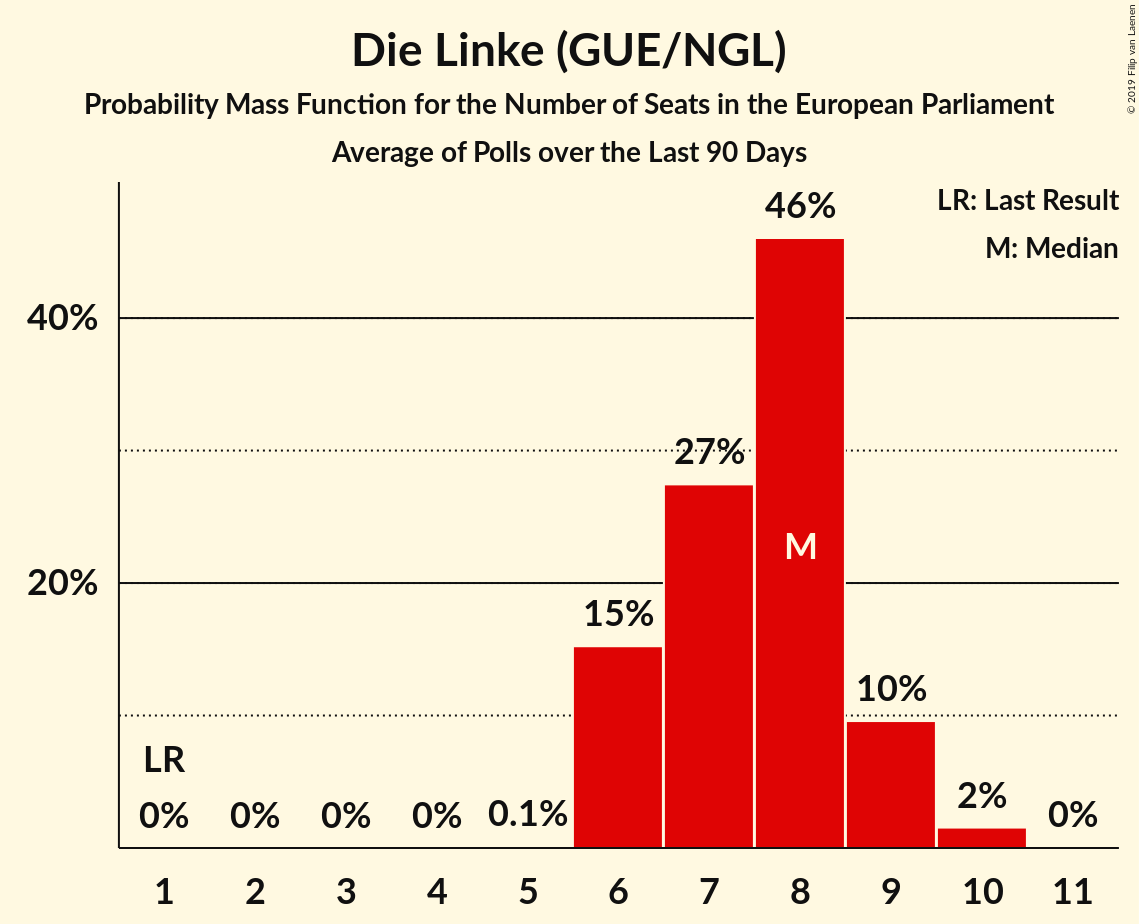 Die Linke (GUE/NGL)
Probability Mass Function for the Number of Seats in the European Parliament
Average of Polls over the Last 90 Days
© 2019 Filip van Laenen
LR: Last Result
M: Median
46%
40%
27%
M
20%
15%
10%
LR
2%
0% 0% 0% 0% 0.1% 0%
1 2 3 4 5 6 7 8 9 10 11